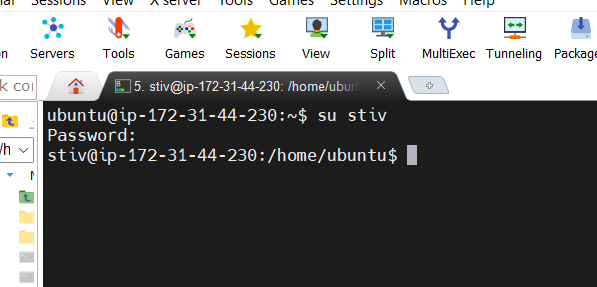 Sessions View X server Tools Games Settings Macros Help
Servers Tools Games Sessions View Split MultiExec Tunneling Package
5. stiv@ip-172-31-44-230: /home/ubun
ubuntu@ip-172-31-44-230:~$ su stiv
Password:
stiv@ip-172-31-44-230:/home/ubuntu$